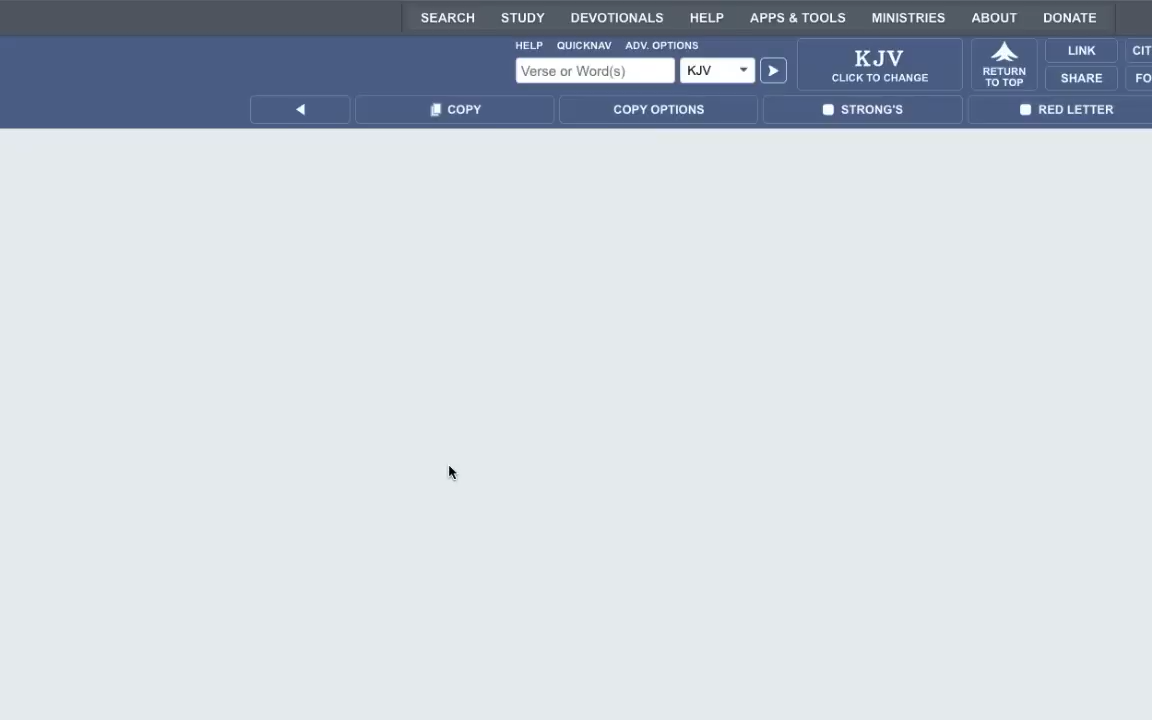 SEARCH STUDY DEVOTIONALS HELP APPS & TOOLS MINISTRIES ABOUT DONATE
HELP QUICKNAV ADV. OPTIONS
Verse or Word(s) KJV
KJV
CLICK TO CHANGE
RETURN
TO TOP
LINK
SHARE
COPY COPY OPTIONS STRONG'S RED LETTER